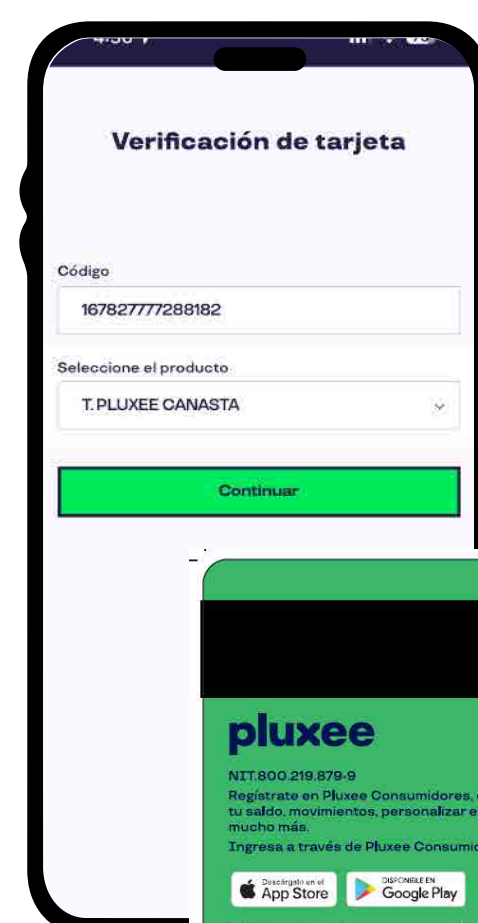 Verificación de tarjeta
Código
167827777288182
Seleccione el producto
T. PLUXEE CANASTA
Continuar
pluxee
NIT.800.219.879-9
Regístrate en Pluxee Consumidores,
tu saldo, movimientos, personalizar
mucho más.
Ingresa a través de Pluxee
Descárgalo en el
App Store
DISPONIBLE EN
Google Play